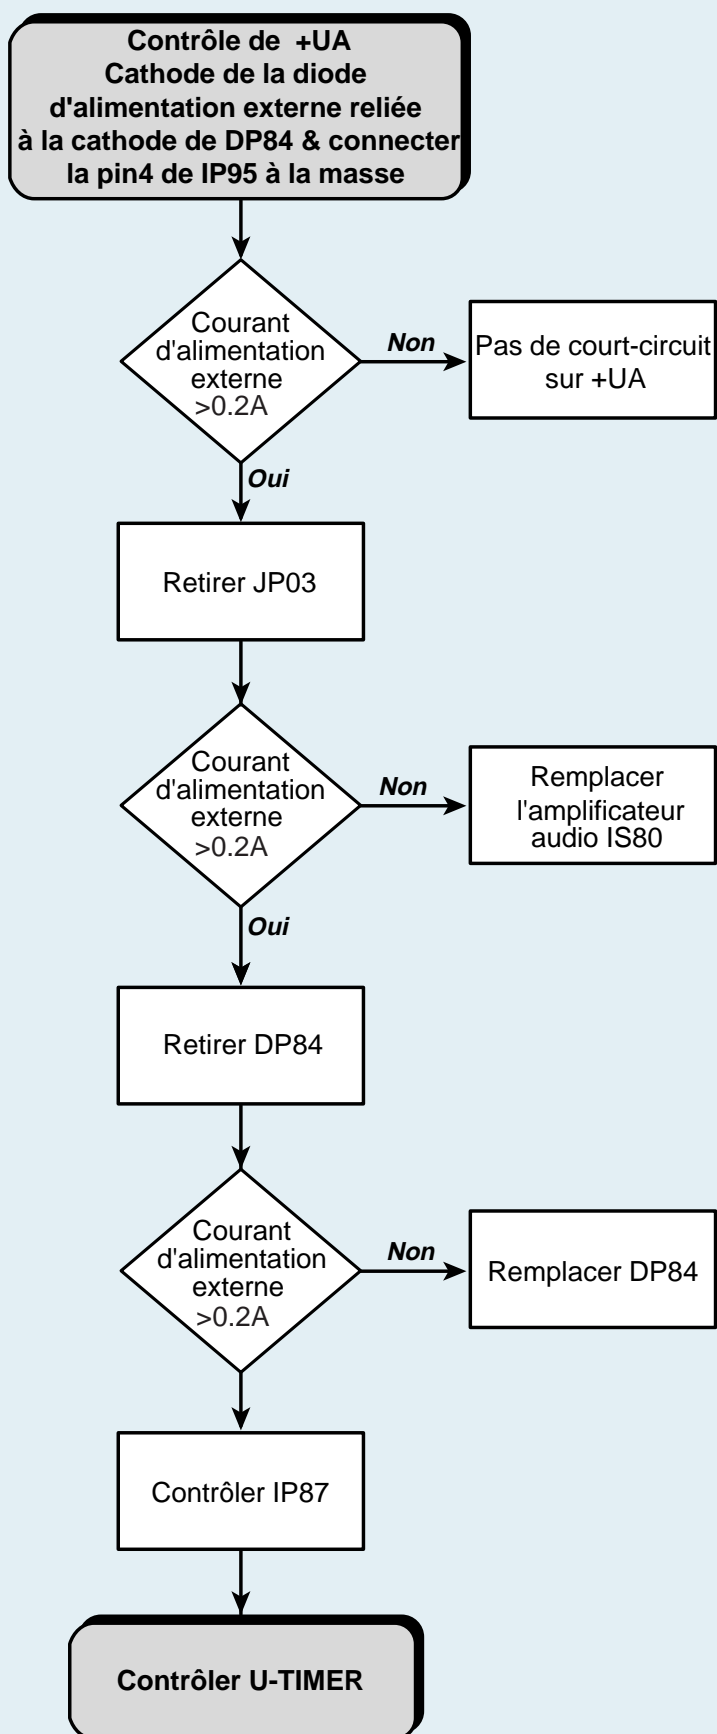 Contrôle de  +UA
Cathode de la diode
d'alimentation externe reliée
à la cathode de DP84 & connecter
la pin4 de IP95 à la masse
Courant
d'alimentation
externe
>0.2A
Non
Pas de court-circuit
sur +UA
Oui
Retirer JP03
Courant
d'alimentation
externe
>0.2A
Non
Remplacer
l'amplificateur
audio IS80
Oui
Retirer DP84
Courant
d'alimentation
externe
>0.2A
Non
Remplacer DP84
Contrôler IP87
Contrôler U-TIMER